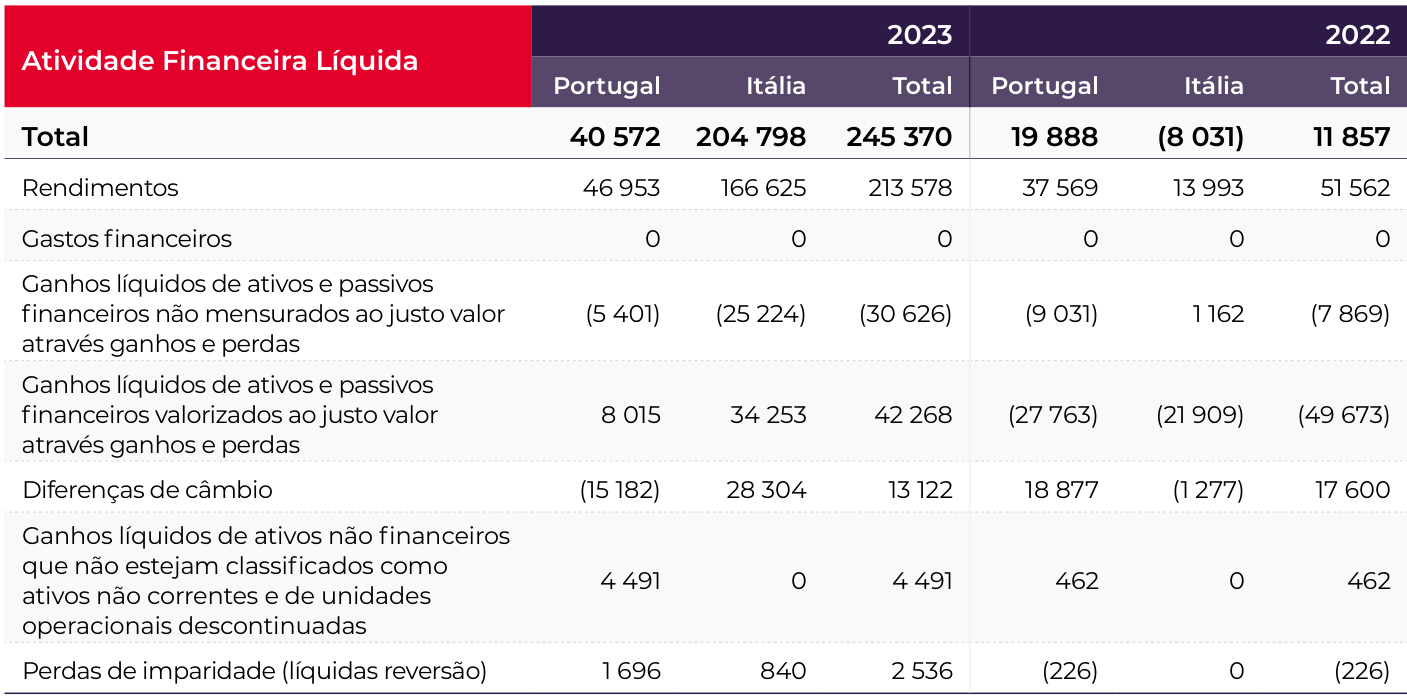 Atividade Financeira Líquida
2023 2022
Portugal Itália Total Portugal Itália Total
Total 40 572 204 798 245 370 19 888 (8 031) 11 857
Rendimentos 46 953 166 625 213 578 37 569 13 993 51 562
Gastos financeiros 0 0 0 0 0 0
Ganhos líquidos de ativos e passivos
financeiros não mensurados ao justo valor (5 401) (25 224) (30 626) (9 031) 1 162 (7 869)
através ganhos e perdas
Ganhos líquidos de ativos e passivos
financeiros valorizados ao justo valor 8 015 34 253 42 268 (27 763) (21 909) (49 673)
através ganhos e perdas
Diferenças de câmbio (15 182) 28 304 13 122 18 877 (1 277) 17 600
Ganhos líquidos de ativos não financeiros
que não estejam classificados como
4 491 0 4 491 462 0 462
ativos não correntes e de unidades
operacionais descontinuadas
Perdas de imparidade (líquidas reversão) 1 696 840 2 536 (226) 0 (226)